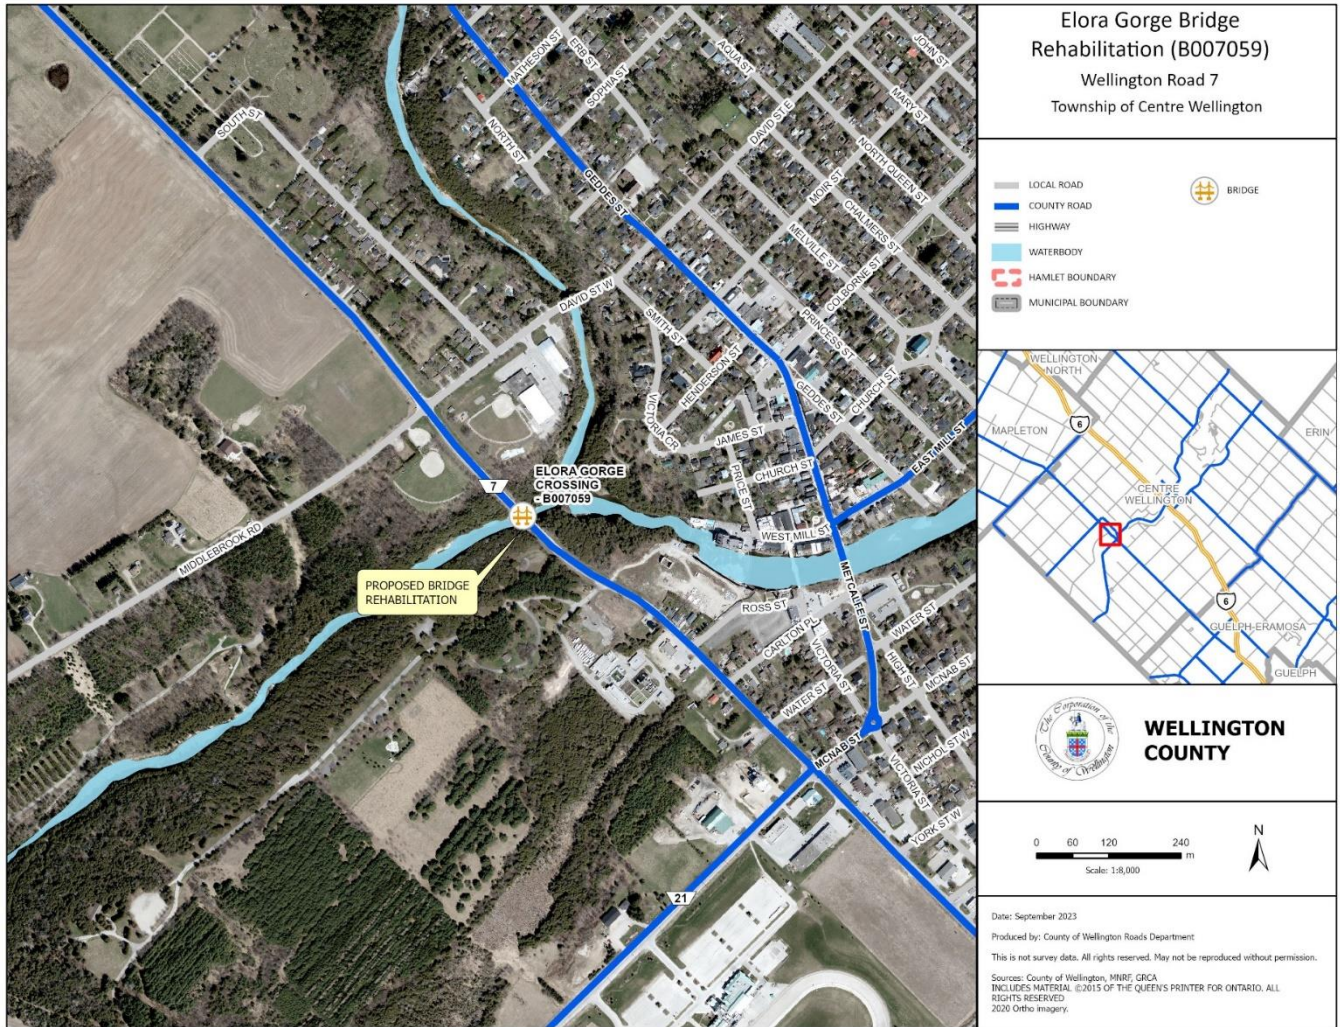 Elora Gorge Bridge
Rehabilitation (B007059)
Wellington Road 7
Township of Centre Wellington
LOCAL ROAD
COUNTY ROAD
HIGHWAY
WATERBODY
HAMLET BOUNDARY
MUNICIPAL BOUNDARY
BRIDGE
MATHESON ST
ERB ST
SOPHIA ST
AQUA ST
JOHN ST
MARY ST
SOUTH ST
NORTH ST
DAVID ST E
NORTH QUEEN ST
GEDDES ST
MOIR ST
CHALMERS ST
MELVILLE ST
COLBORNE ST
DAVID ST W
SMITH ST
PRINCESS ST
HENDERSON ST
VICTORIA CR
GEDDES ST
CHURCH ST
JAMES ST
CHURCH ST
PRICE ST
EAST MILL ST
7
ELORA GORGE
CROSSING
- B007059
WEST MILL ST
MIDDLEBROOK RD
PROPOSED BRIDGE
REHABILITATION
METCALFE ST
ROSS ST
WATER ST
CARLTON PL
VICTORIA ST
HIGH ST
MCNAB ST
WATER ST
MCNAB ST
NICHOL ST W
VICTORIA ST
YORK ST W
21
WELLINGTON
NORTH
6
MAPLETON
ERIN
CENTRE
WELLINGTON
6
GUELPH-ERAMOSA
GUELPH
The Corporation of the
County of Wellington
WELLINGTON
COUNTY
0 60 120 240
m
Scale: 1:8,000
N
Date: September 2023
Produced by: County of Wellington Roads Department
This is not survey data. All rights reserved. May not be reproduced without permission.
Sources: County of Wellington, MNRF, GRCA
INCLUDES MATERIAL ©2015 OF THE QUEEN'S PRINTER FOR ONTARIO. ALL
RIGHTS RESERVED
2020 Ortho imagery.